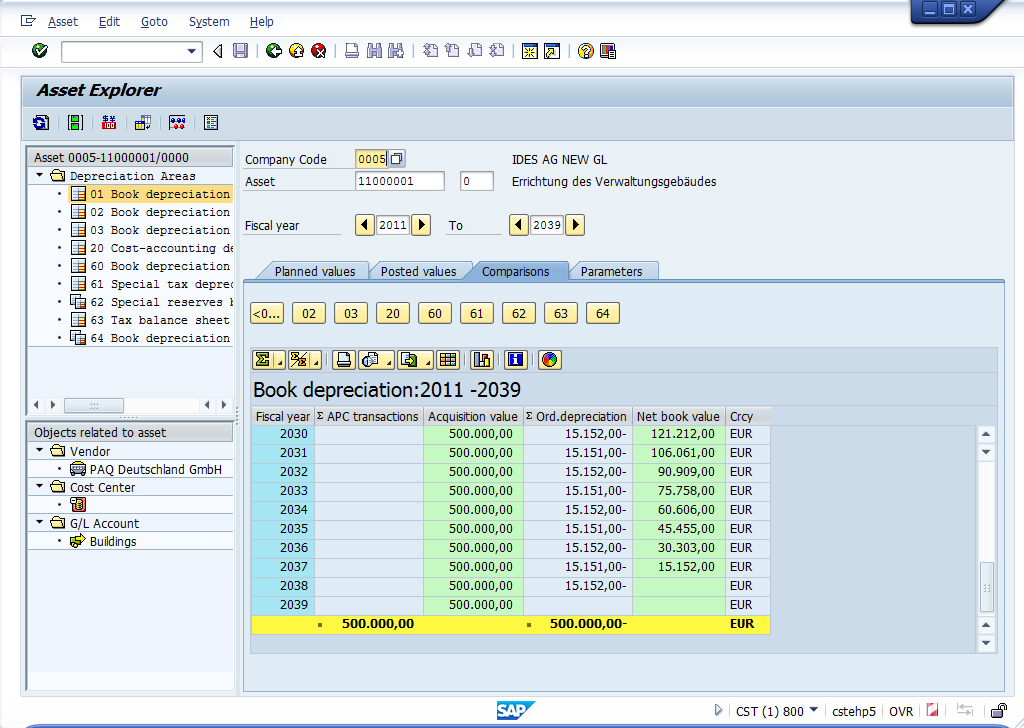 Asset Edit Goto System Help
Asset Explorer
Asset 0005-11000001/0000
Depreciation Areas
01 Book depreciation
02 Book depreciation
03 Book depreciation
20 Cost-accounting de
60 Book depreciation
61 Special tax deprec
62 Special reserves
63 Tax balance sheet
64 Book depreciation
Objects related to asset
Vendor
PAQ Deutschland GmbH
Cost Center
G/L Account
Buildings
Company Code 0005 IDES AG NEW GL
Asset 11000001 0 Errichtung des Verwaltungsgebäudes
Fiscal year 2011 To 2039
Planned values Posted values Comparisons Parameters
<0... 02 03 20 60 61 62 63 64
Book depreciation:2011 -2039
Fiscal year Σ APC transactions Acquisition value Σ Ord.depreciation Net book value Crcy
2030 500.000,00 15.152,00- 121.212,00 EUR
2031 500.000,00 15.151,00- 106.061,00 EUR
2032 500.000,00 15.152,00- 90.909,00 EUR
2033 500.000,00 15.151,00- 75.758,00 EUR
2034 500.000,00 15.152,00- 60.606,00 EUR
2035 500.000,00 15.151,00- 45.455,00 EUR
2036 500.000,00 15.152,00- 30.303,00 EUR
2037 500.000,00 15.151,00- 15.152,00 EUR
2038 500.000,00 15.152,00- EUR
2039 500.000,00 EUR
500.000,00 500.000,00- EUR
SAP CST (1) 800 cstehp5 OVR